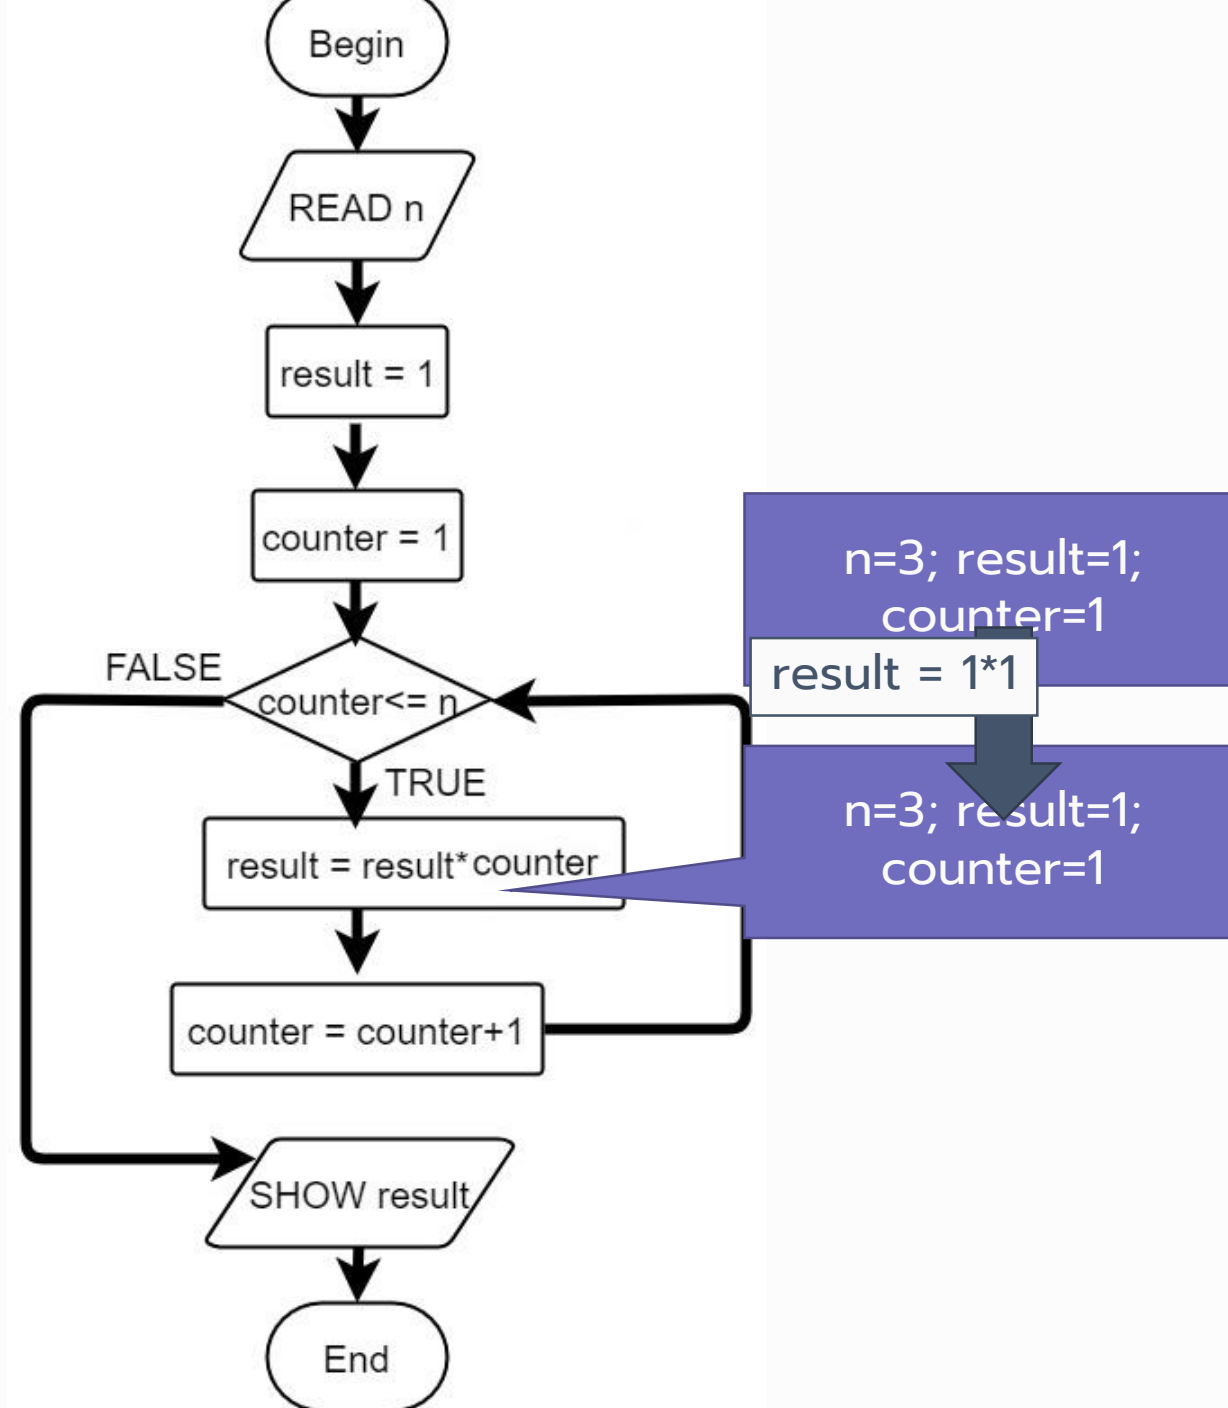 Begin
READ n
result = 1
counter = 1
FALSE
counter<= n
TRUE
result = result*counter
counter = counter+1
SHOW result
End
n=3; result=1;
counter=1
result = 1*1
n=3; result=1;
counter=1